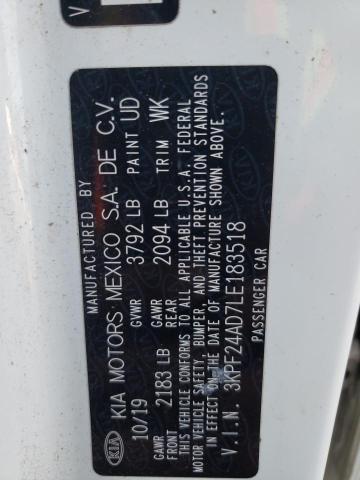 MANUFACTURED BY
KIA KIA MOTORS MEXICO S.A. DE C.V.
10/19 GVWR 3792 LB PAINT UD
GAWR FRONT 2183 LB GAWR REAR 2094 LB TRIM WK
THIS VEHICLE CONFORMS TO ALL APPLICABLE U.S.A. FEDERAL
MOTOR VEHICLE SAFETY, BUMPER, AND THEFT PREVENTION STANDARDS
IN EFFECT ON THE DATE OF MANUFACTURE SHOWN ABOVE.
V.I.N. 3KPF24AD7LE183518
PASSENGER CAR
V